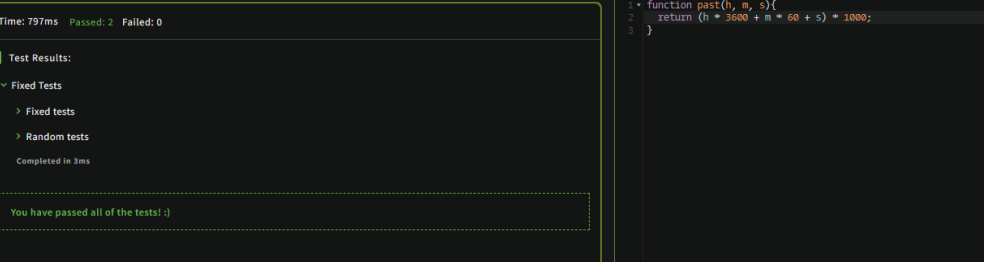 Time: 797ms Passed: 2 Failed: 0
Test Results:
Fixed Tests
Fixed tests
Random tests
Completed in 3ms
You have passed all of the tests! :)
1 function past(h, m, s){
2 return (h * 3600 + m * 60 + s) * 1000;
3 }